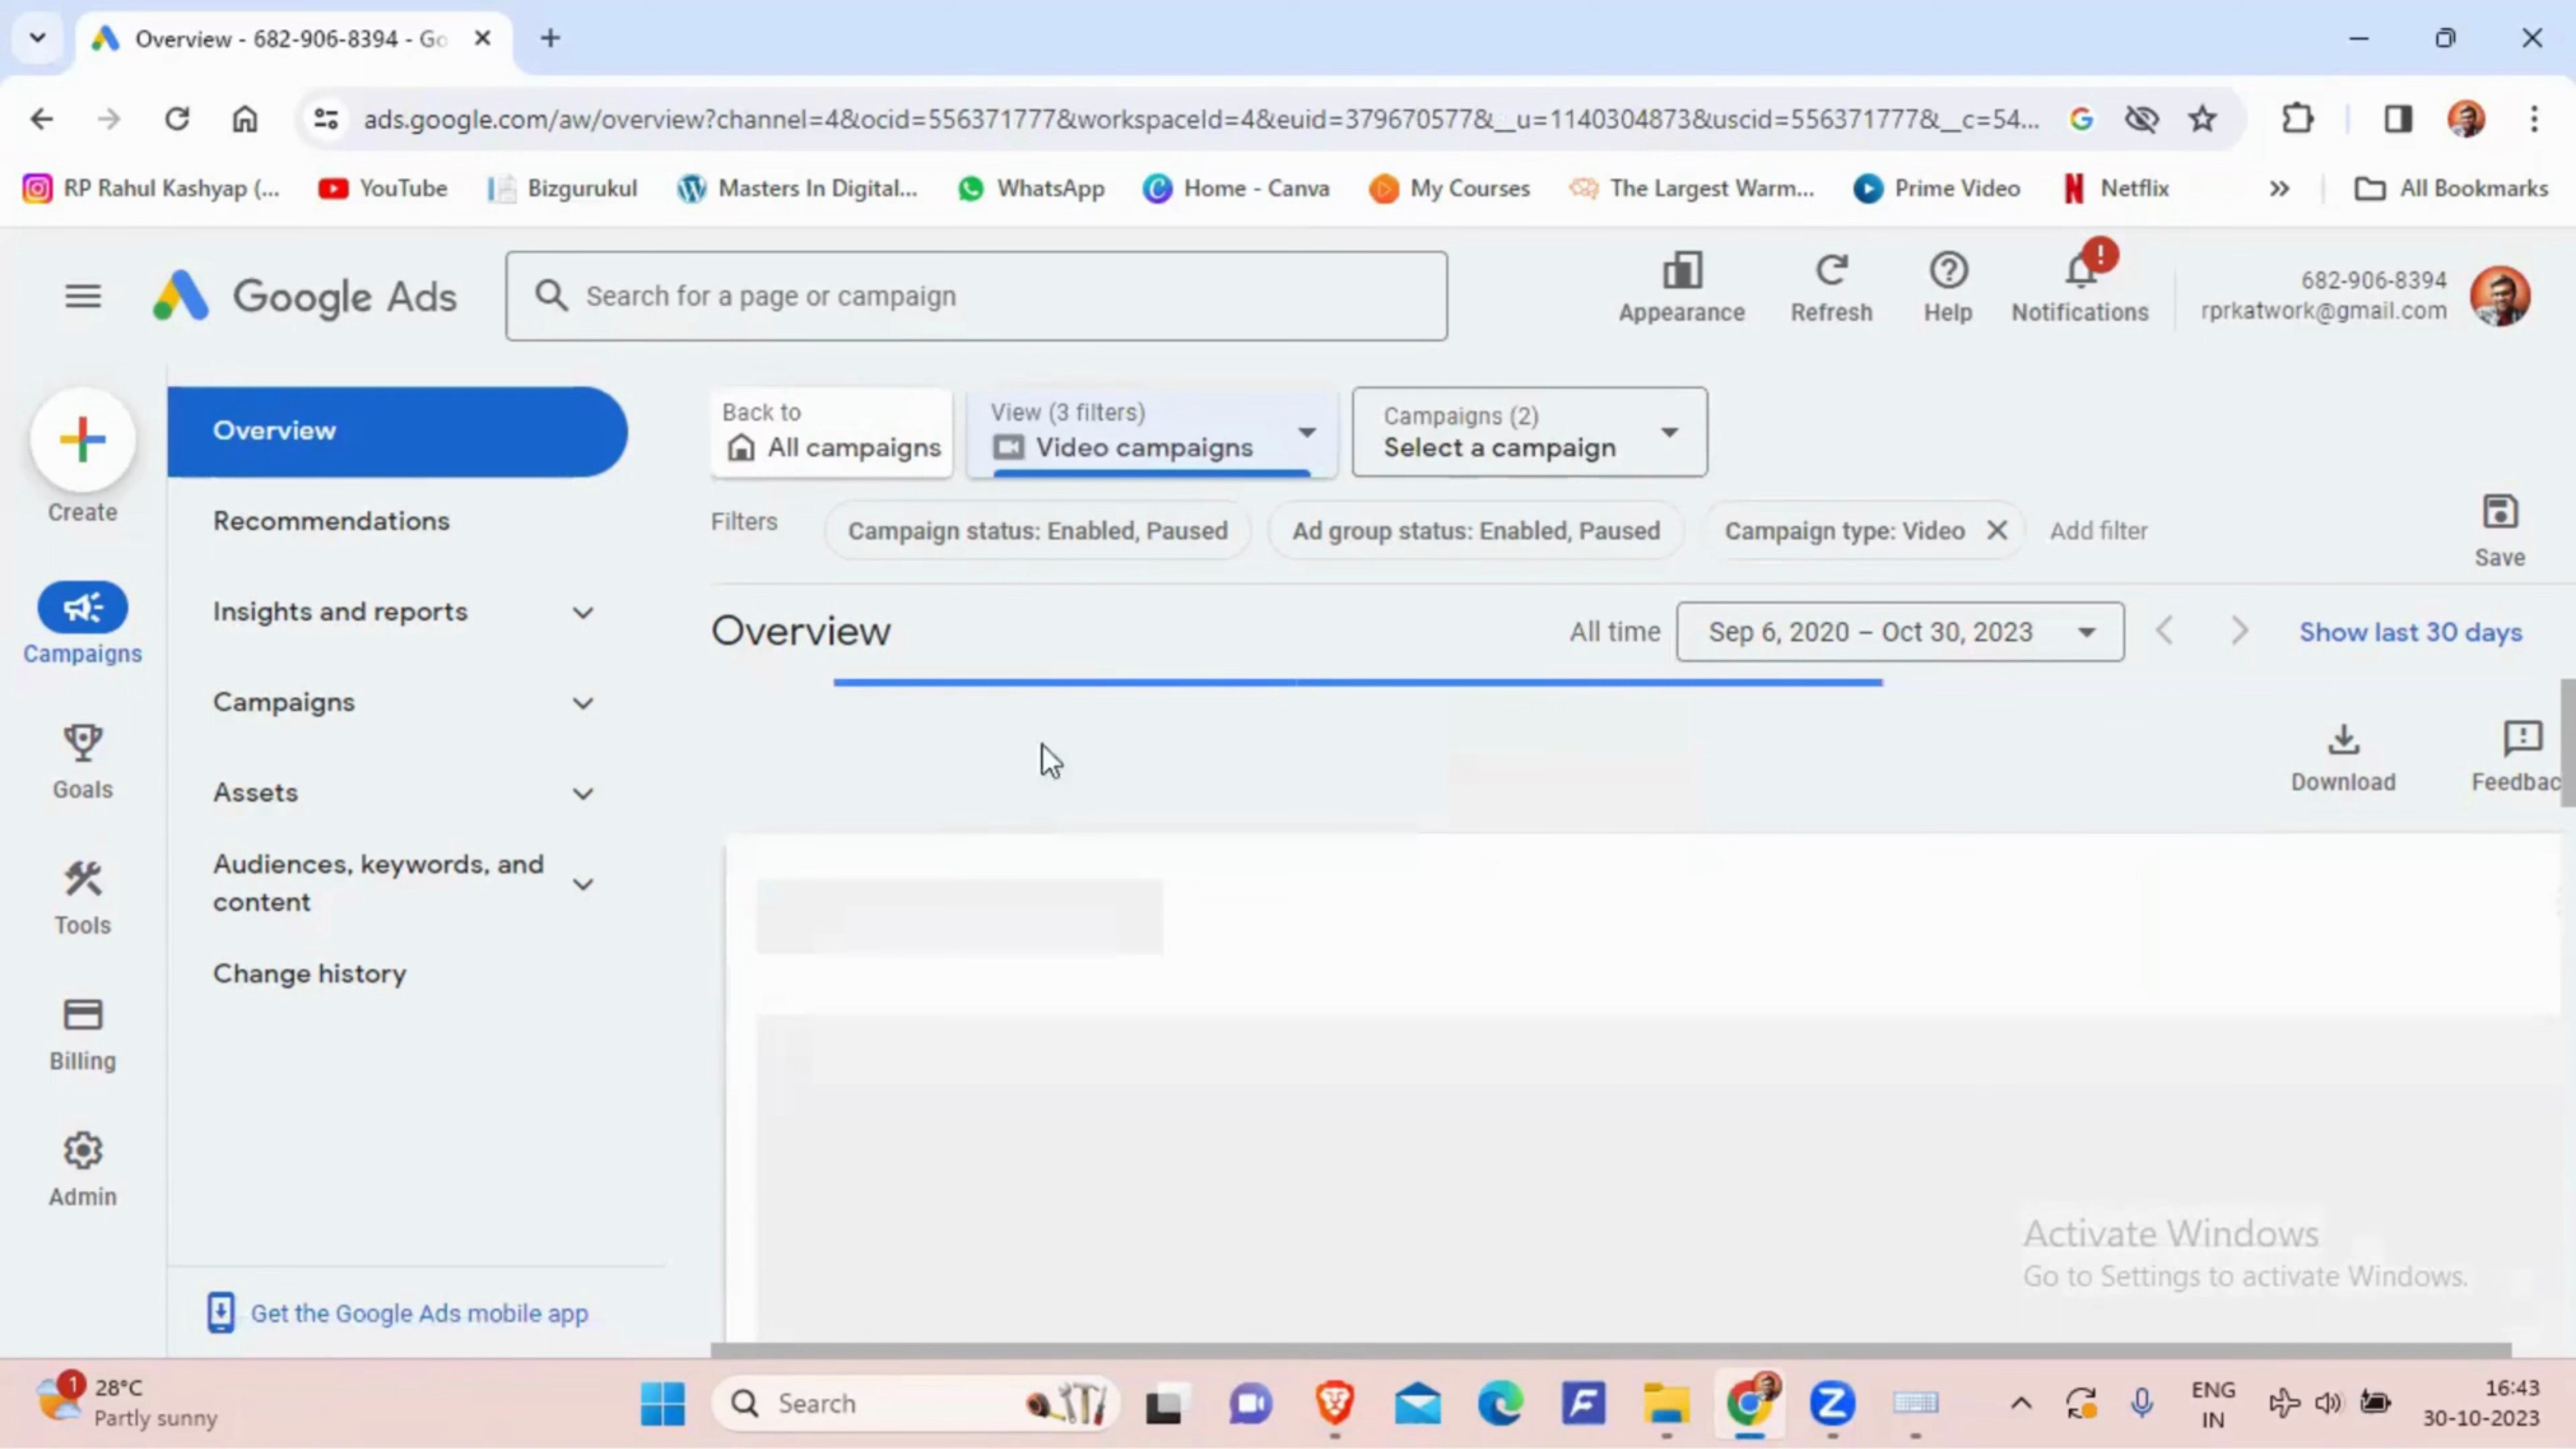 Overview - 682-906-8394 - Go
ads.google.com/aw/overview?channel=4&ocid=556371777&workspaceId=4&euid=379670577&__u=1140304873&uscid=556371777&__c=54...
RP Rahul Kashyap (...
YouTube
Bizgurukul
Masters In Digital...
WhatsApp
Home - Canva
My Courses
The Largest Warm...
Prime Video
Netflix
»
All Bookmarks
Google Ads
Search for a page or campaign
Appearance
Refresh
Help
Notifications
682-906-8394
rprkatwork@gmail.com
Create
Campaigns
Goals
Tools
Billing
Admin
Overview
Recommendations
Insights and reports
Campaigns
Assets
Audiences, keywords, and
content
Change history
Get the Google Ads mobile app
Back to
All campaigns
View (3 filters)
Video campaigns
Campaigns (2)
Select a campaign
Filters
Campaign status: Enabled, Paused
Ad group status: Enabled, Paused
Campaign type: Video
Add filter
Save
Overview
All time
Sep 6, 2020 – Oct 30, 2023
Show last 30 days
Download
Feedbac
Activate Windows
Go to Settings to activate Windows.
1
28°C
Partly sunny
Search
ENG
IN
16:43
30-10-2023